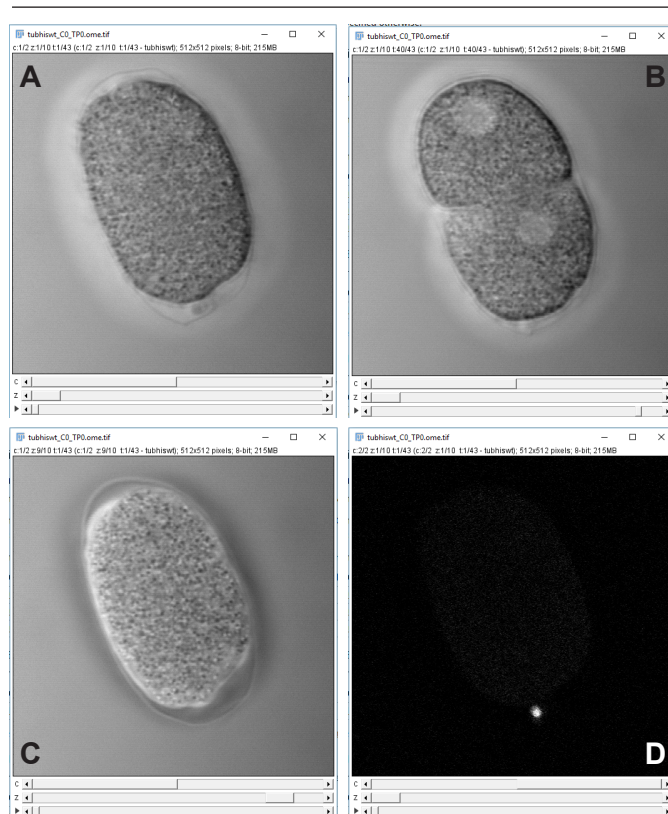 tubhiswt_C0_TP0.ome.tif
c:1/2 z:1/10 t:1/43 (c:1/2 z:1/10 t:1/43 - tubhiswt); 512x512 pixels; 8-bit; 215MB
A
c
z
tubhiswt_C0_TP0.ome.tif
c:1/2 z:1/10 t:40/43 (c:1/2 z:1/10 t:40/43 - tubhiswt); 512x512 pixels; 8-bit; 215MB
B
c
z
tubhiswt_C0_TP0.ome.tif
c:1/2 z:9/10 t:1/43 (c:1/2 z:9/10 t:1/43 - tubhiswt); 512x512 pixels; 8-bit; 215MB
C
c
z
tubhiswt_C0_TP0.ome.tif
c:2/2 z:1/10 t:1/43 (c:2/2 z:1/10 t:1/43 - tubhiswt); 512x512 pixels; 8-bit; 215MB
D
c
z